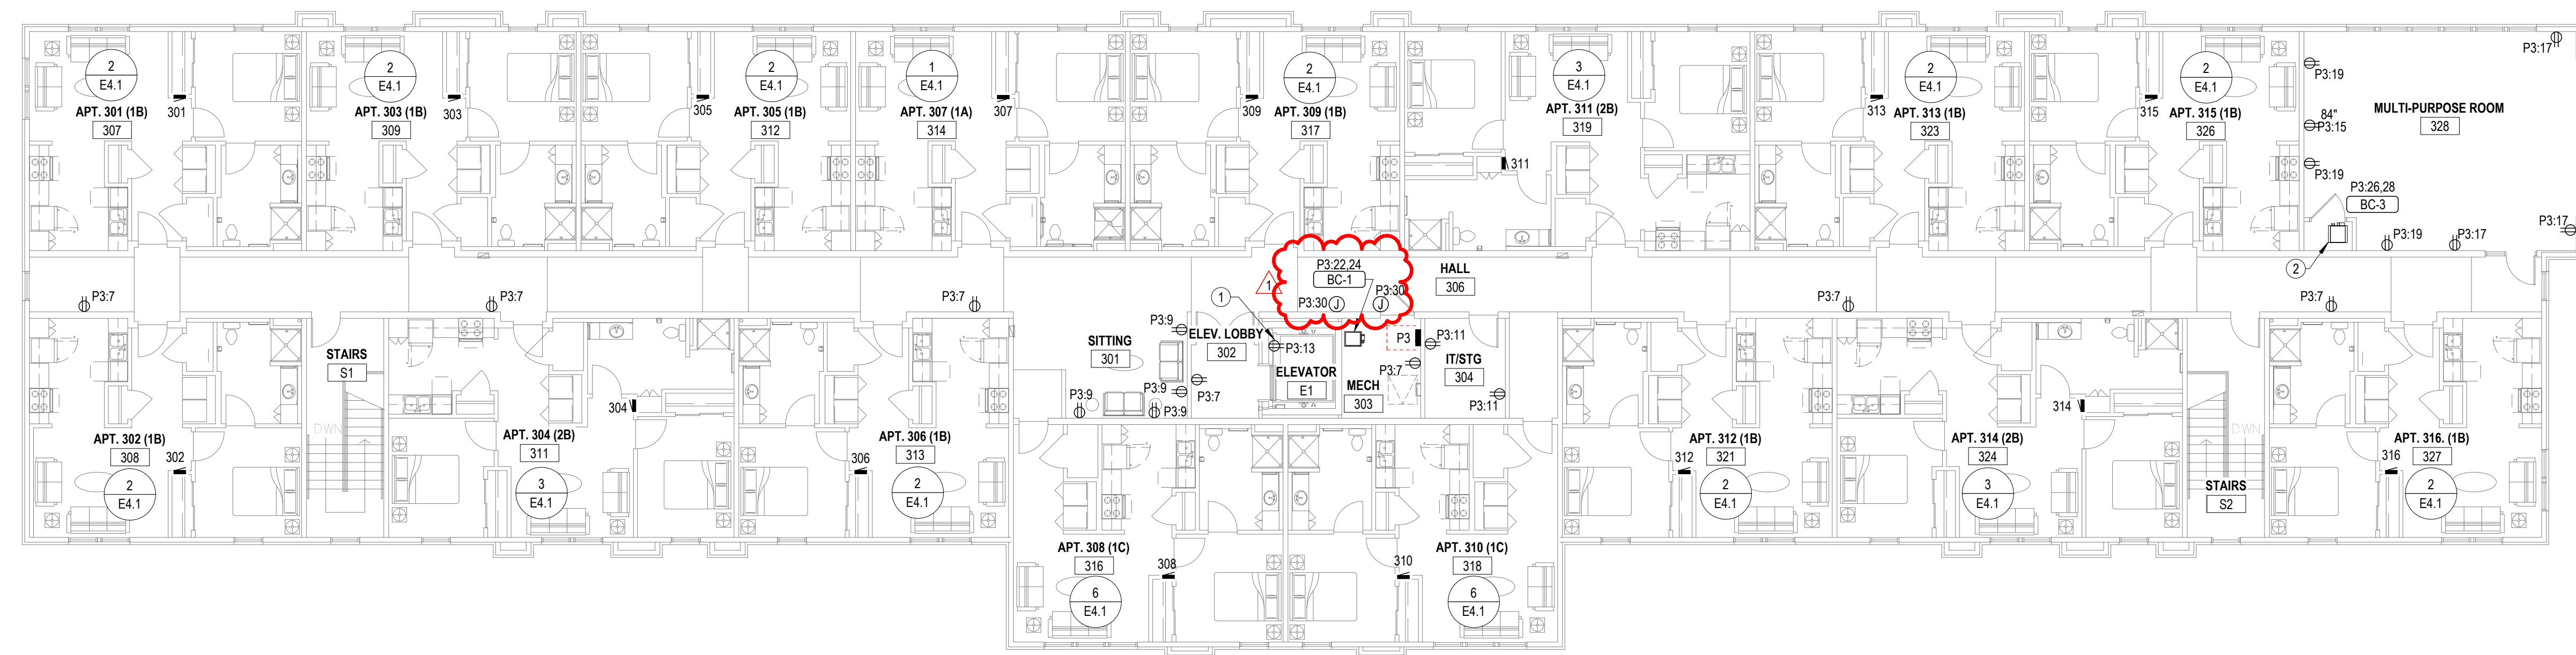 2
E4.1
APT. 301 (1B)
307
301
2
E4.1
APT. 303 (1B)
309
303
305
2
E4.1
APT. 305 (1B)
312
1
E4.1
APT. 307 (1A)
314
307
309
2
E4.1
APT. 309 (1B)
317
3
E4.1
APT. 311 (2B)
319
311
313
2
E4.1
APT. 313 (1B)
323
315
2
E4.1
APT. 315 (1B)
326
P3:17
P3:19
84"
P3:15
P3:19
MULTI-PURPOSE ROOM
328
P3:26,28
BC-3
P3:19
P3:17
P3:17
2
P3:7
P3:7
P3:7
1
P3:22,24
BC-1
P3:30
J
P3:30
J
HALL
306
P3:7
P3:7
1
P3:9
SITTING
301
ELEV. LOBBY
302
P3:13
ELEVATOR
E1
P3
P3:11
P3:7
MECH
303
IT/STG
304
P3:11
P3:9
P3:9
P3:9
P3:7
STAIRS
S1
DWN
APT. 302 (1B)
308
302
2
E4.1
304
APT. 304 (2B)
311
3
E4.1
306
APT. 306 (1B)
313
2
E4.1
APT. 308 (1C)
316
308
6
E4.1
310
APT. 310 (1C)
318
6
E4.1
312
APT. 312 (1B)
321
2
E4.1
314
APT. 314 (2B)
324
3
E4.1
DWN
STAIRS
S2
316
APT. 316. (1B)
327
2
E4.1